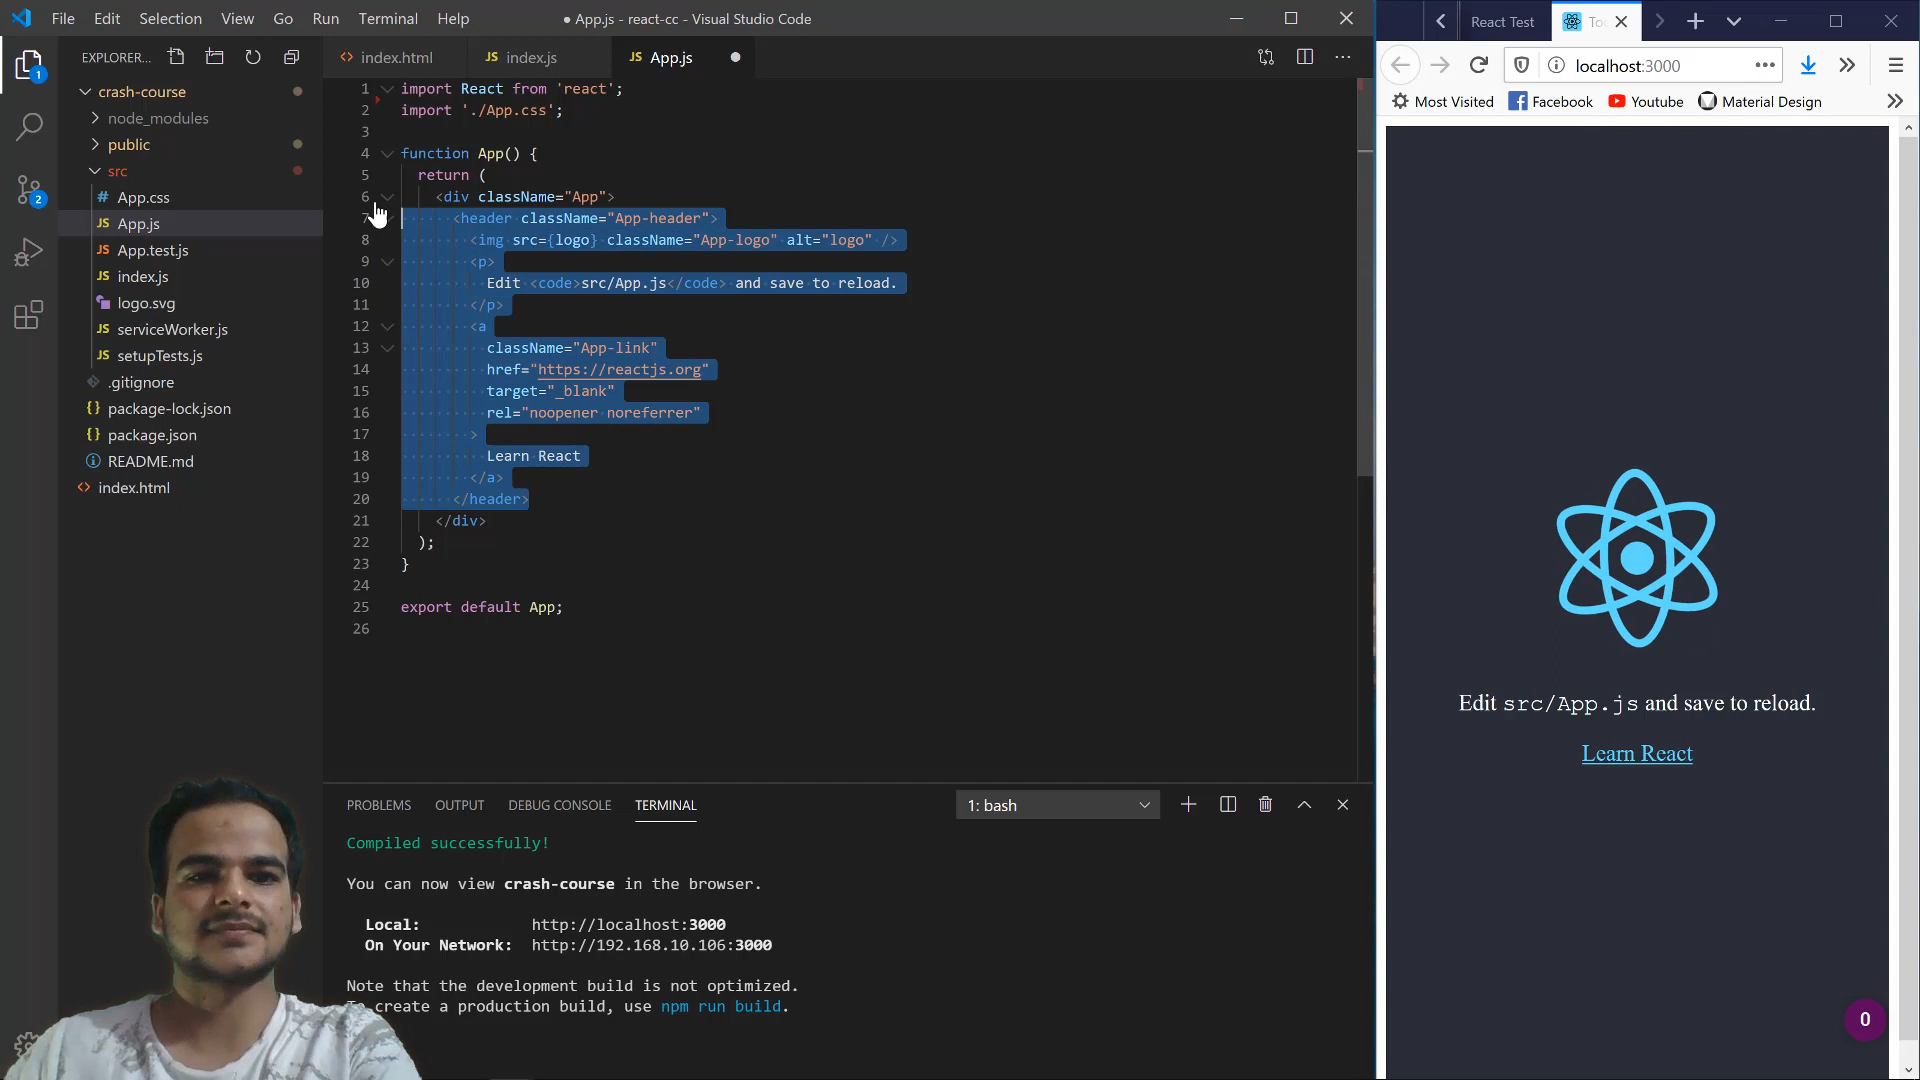 File Edit Selection View Go Run Terminal Help
● App.js - react-cc - Visual Studio Code
EXPLORER...
1
2
crash-course
node_modules
public
src
App.css
App.js
App.test.js
index.js
logo.svg
serviceWorker.js
setupTests.js
.gitignore
package-lock.json
package.json
README.md
index.html
index.html index.js App.js
1 import React from 'react';
2 import './App.css';
3
4 function App() {
5 return (
6 <div className="App">
7 <header className="App-header">
8 <img src={logo} className="App-logo" alt="logo" />
9 <p>
10 Edit <code>src/App.js</code> and save to reload.
11 </p>
12 <a
13 className="App-link"
14 href="https://reactjs.org"
15 target="_blank"
16 rel="noopener noreferrer"
17 >
18 Learn React
19 </a>
20 </header>
21 </div>
22 );
23 }
24
25 export default App;
26
PROBLEMS OUTPUT DEBUG CONSOLE TERMINAL 1: bash
Compiled successfully!
You can now view crash-course in the browser.
Local: http://localhost:3000
On Your Network: http://192.168.10.106:3000
Note that the development build is not optimized.
To create a production build, use npm run build.
React Test
localhost:3000
Most Visited Facebook Youtube Material Design
Edit src/App.js and save to reload.
Learn React
0